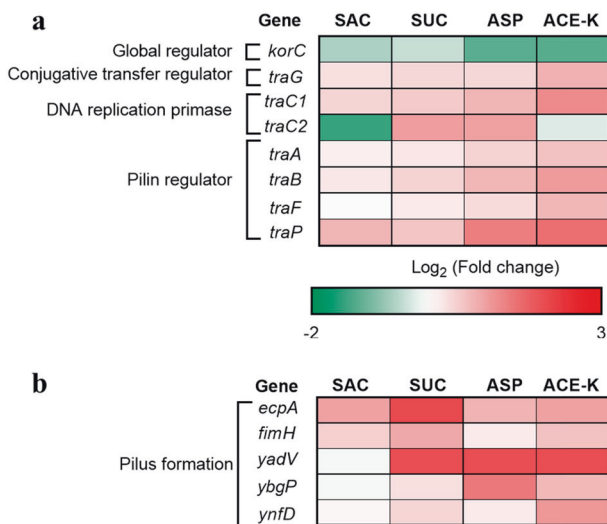 a
Gene SAC SUC ASP ACE-K
Global regulator korC
Conjugative transfer regulator traG
DNA replication primase traC1
traC2
Pilin regulator traA
traB
traF
traP
Log2 (Fold change)
-2 3
b
Gene SAC SUC ASP ACE-K
Pilus formation ecpA
fimH
yadV
ybgP
ynfD